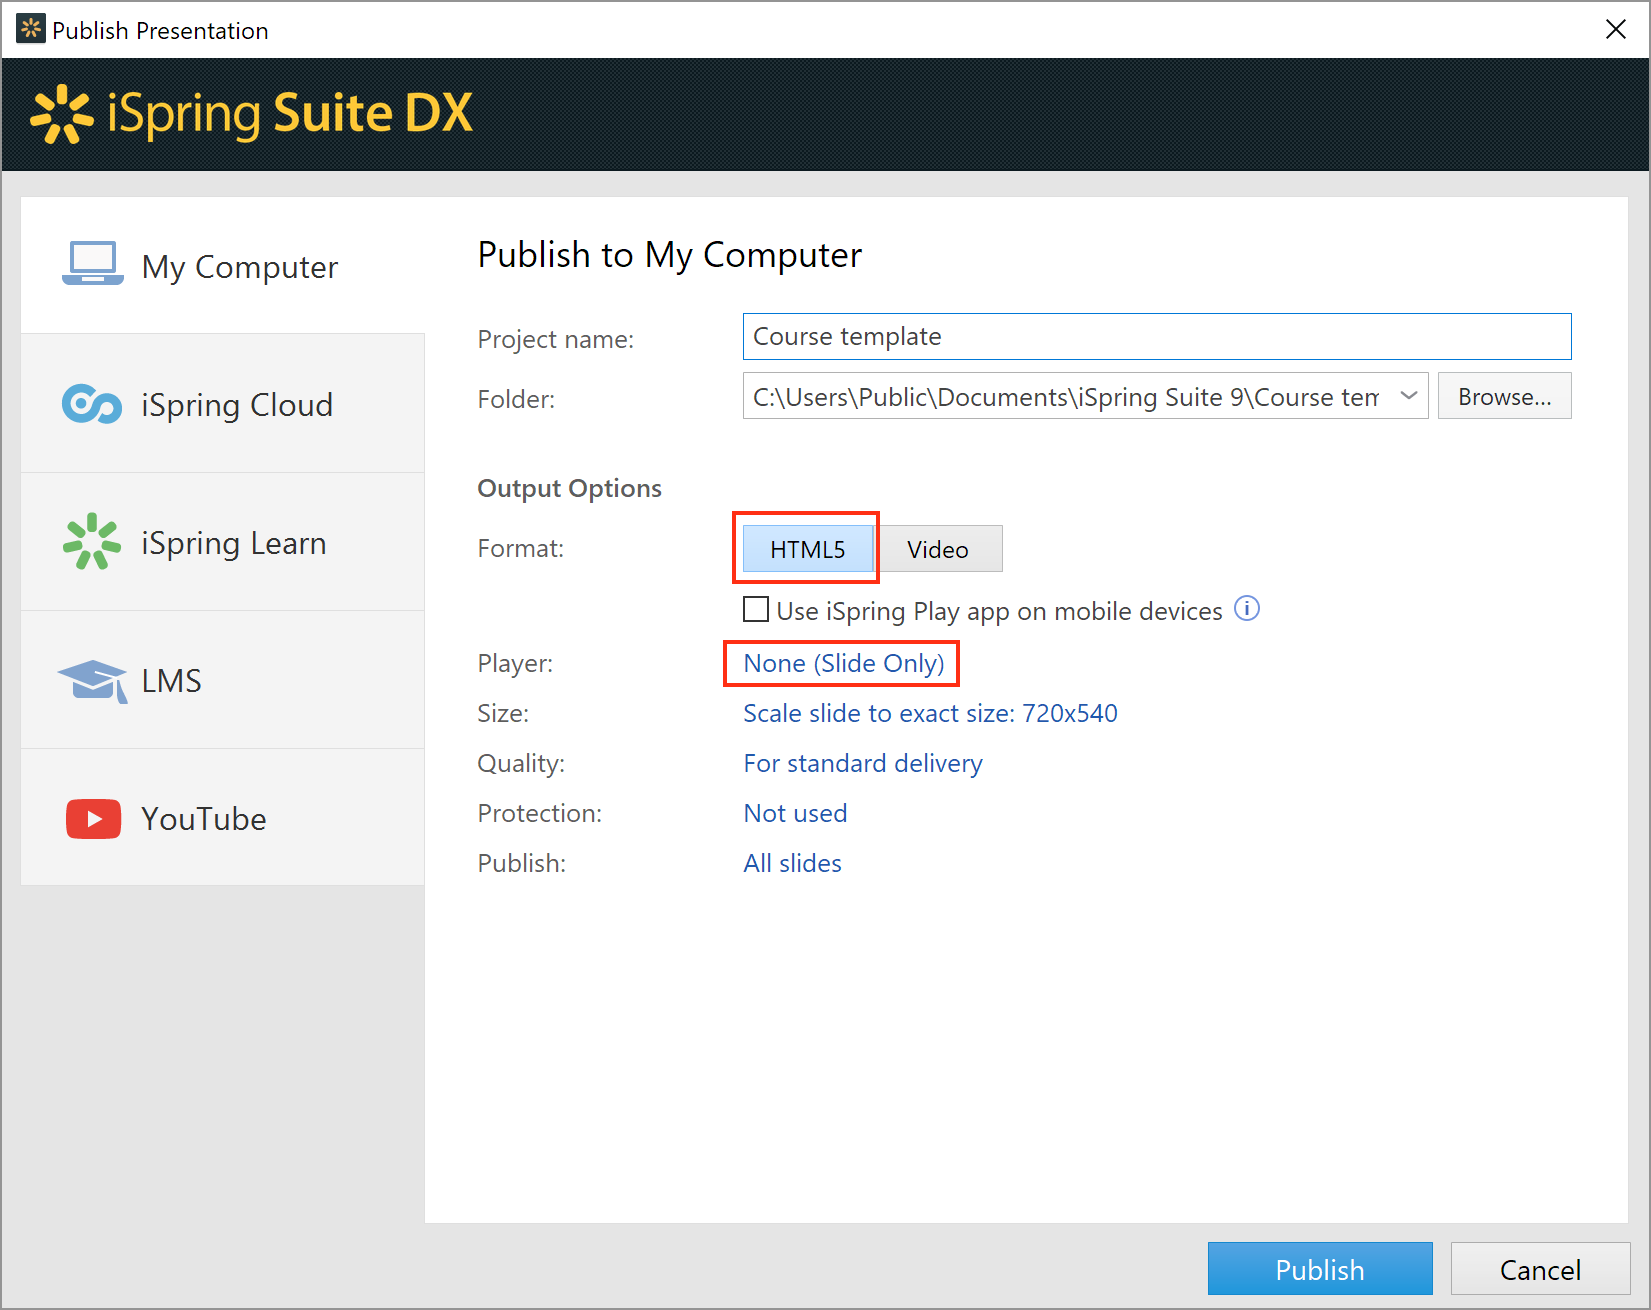 Publish Presentation
iSpring Suite DX
My Computer
iSpring Cloud
iSpring Learn
LMS
YouTube
Publish to My Computer
Project name: Course template
Folder: C:\Users\Public\Documents\iSpring Suite 9\Course tem Browse...
Output Options
Format: HTML5 Video
Use iSpring Play app on mobile devices i
Player: None (Slide Only)
Size: Scale slide to exact size: 720x540
Quality: For standard delivery
Protection: Not used
Publish: All slides
Publish Cancel